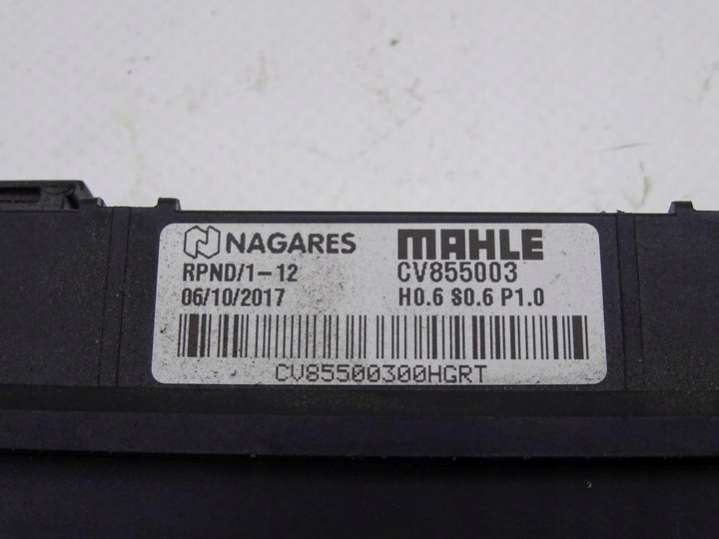 NAGARES MAHLE
RPND/1-12 CV855003
06/10/2017 H0.6 S0.6 P1.0
CV85500300HGRT